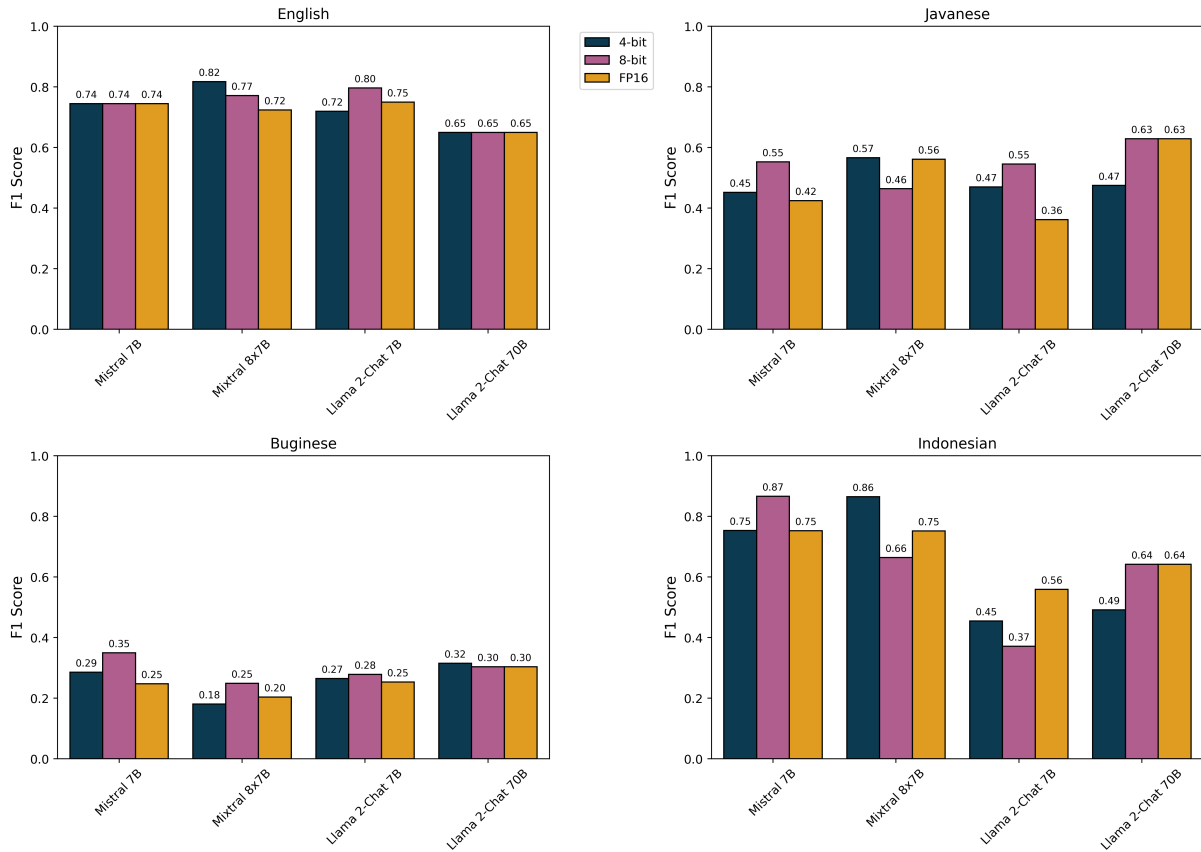 English
1.0
0.8
0.6
0.4
0.2
0.0
F1 Score
0.74 0.74 0.74
0.82 0.77 0.72
0.72 0.80 0.75
0.65 0.65 0.65
Mistral 7B
Mixtral 8x7B
Llama 2-Chat 7B
Llama 2-Chat 70B
4-bit
8-bit
FP16
Javanese
1.0
0.8
0.6
0.4
0.2
0.0
F1 Score
0.45 0.55 0.42
0.57 0.46 0.56
0.47 0.55 0.36
0.47 0.63 0.63
Mistral 7B
Mixtral 8x7B
Llama 2-Chat 7B
Llama 2-Chat 70B
Buginese
1.0
0.8
0.6
0.4
0.2
0.0
F1 Score
0.29 0.35 0.25
0.18 0.25 0.20
0.27 0.28 0.25
0.32 0.30 0.30
Mistral 7B
Mixtral 8x7B
Llama 2-Chat 7B
Llama 2-Chat 70B
Indonesian
1.0
0.8
0.6
0.4
0.2
0.0
F1 Score
0.75 0.87 0.75
0.86 0.66 0.75
0.45 0.37 0.56
0.49 0.64 0.64
Mistral 7B
Mixtral 8x7B
Llama 2-Chat 7B
Llama 2-Chat 70B